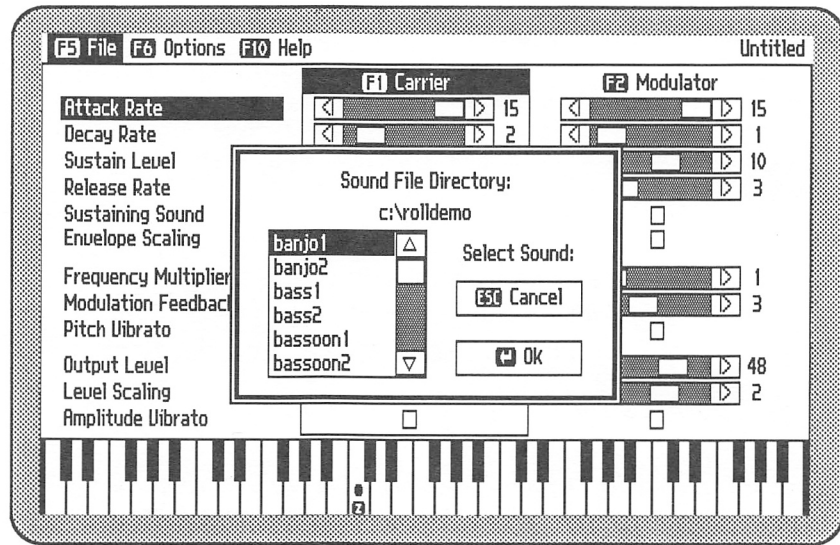 F5 File F6 Options F10 Help Untitled
F1 Carrier F2 Modulator
Attack Rate 15 15
Decay Rate 2 1
Sustain Level 10
Release Rate 3
Sustaining Sound
Envelope Scaling
Frequency Multiplier 1
Modulation Feedback 3
Pitch Vibrato
Output Level 48
Level Scaling 2
Amplitude Vibrato
Sound File Directory:
c:\rolldemo
banjo1
banjo2
bass1
bass2
bassoon1
bassoon2
Select Sound:
ESC Cancel
Ok
Z